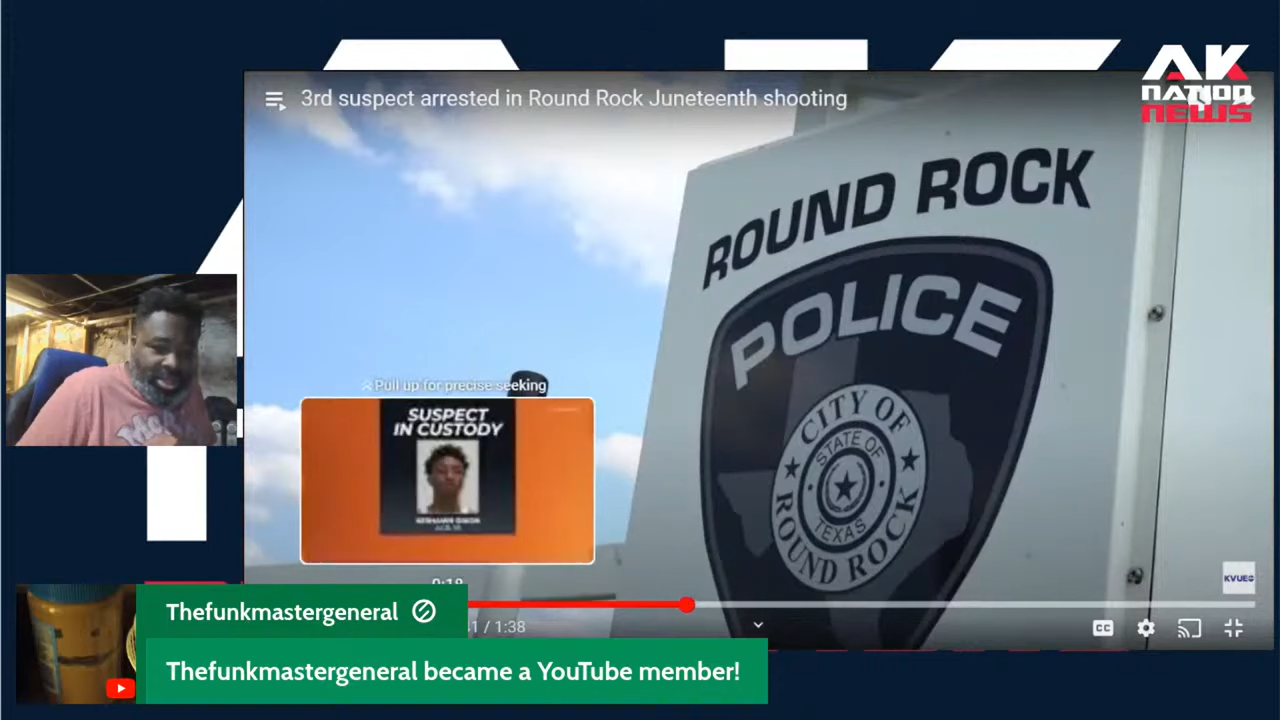 3rd suspect arrested in Round Rock Juneteenth shooting
AK
NATION
NEWS
ROUND ROCK
POLICE
CITY OF
STATE OF
TEXAS
ROUND ROCK
Pull up for precise seeking
SUSPECT
IN CUSTODY
0:18
/ 1:38
CC
KVUE
Thefunkmastergeneral
Thefunkmastergeneral became a YouTube member!